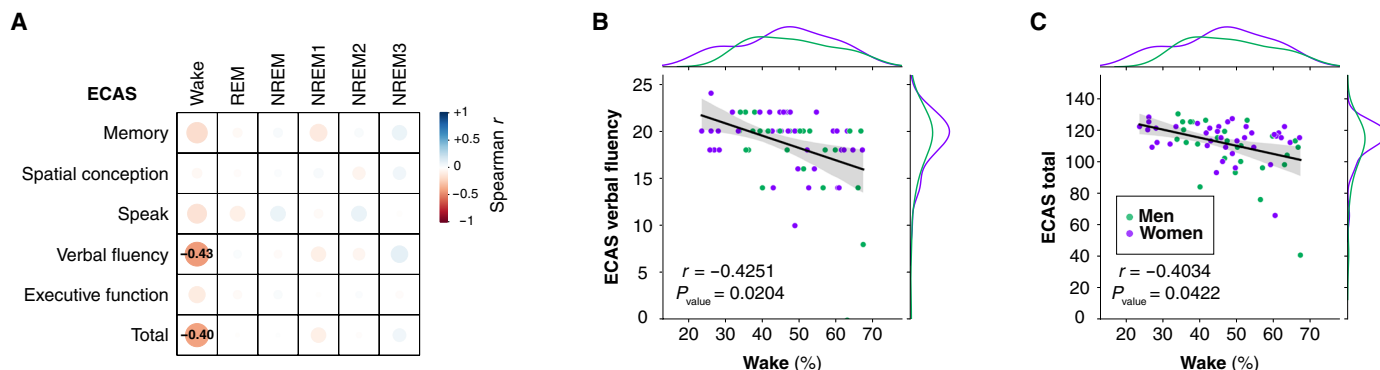 A
ECAS
Wake
REM
NREM
NREM1
NREM2
NREM3
Memory
Spatial conception
Speak
Verbal fluency
−0.43
Executive function
Total
−0.40
+1
+0.5
0
−0.5
−1
Spearman r
B
ECAS verbal fluency
25
20
15
10
5
0
r = −0.4251
Pvalue = 0.0204
20 30 40 50 60 70
Wake (%)
C
ECAS total
140
120
100
80
60
40
20
0
Men
Women
r = −0.4034
Pvalue = 0.0422
20 30 40 50 60 70
Wake (%)